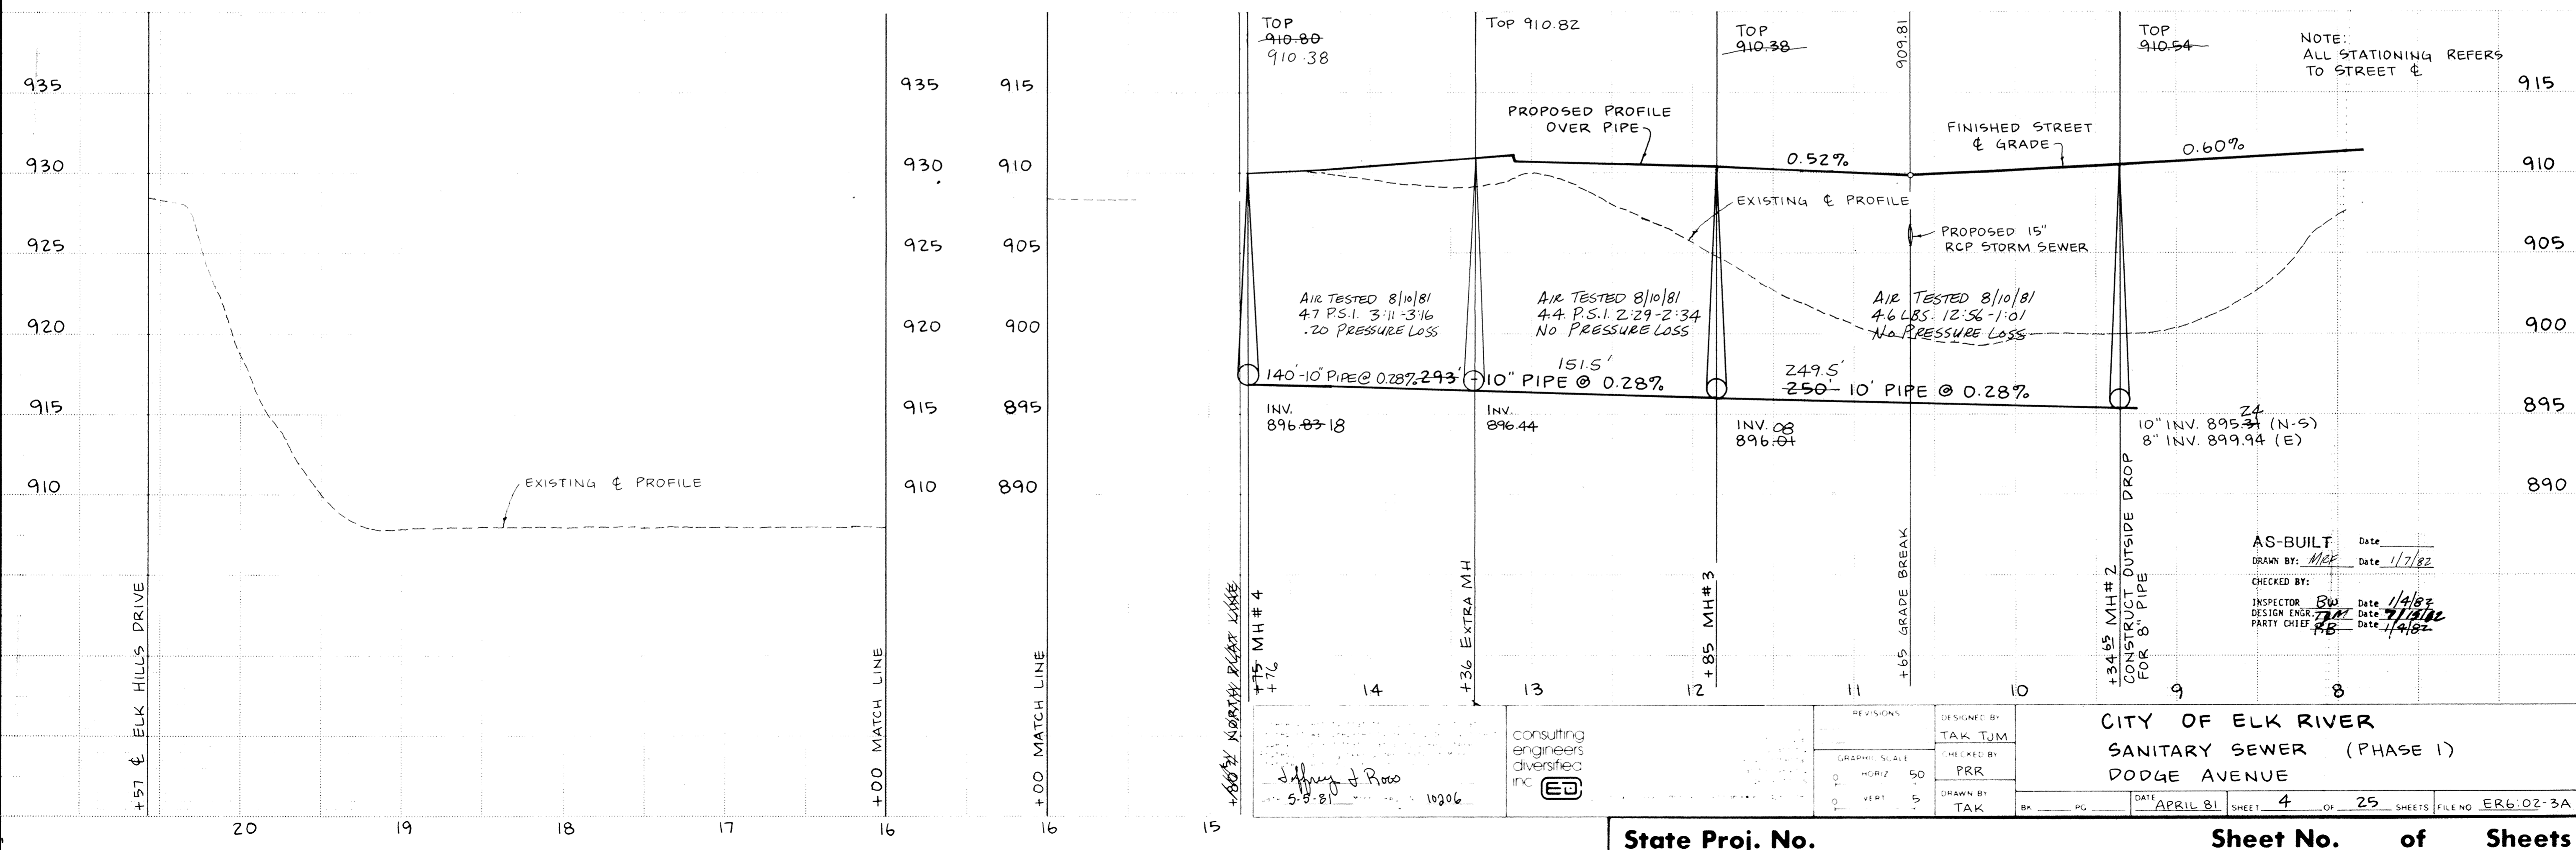 TOP
910.80
910.38
TOP 910.82
TOP
910.38
909.81
TOP
910.54
NOTE:
ALL STATIONING REFERS
TO STREET ℄
935
930
925
920
915
910
935
930
925
920
915
910
915
910
905
900
895
890
915
910
905
900
895
890
PROPOSED PROFILE
OVER PIPE
0.52%
FINISHED STREET
℄ GRADE
0.60%
EXISTING ℄ PROFILE
PROPOSED 15"
RCP STORM SEWER
AIR TESTED 8/10/81
4.7 P.S.I. 3:11-3:16
.20 PRESSURE LOSS
AIR TESTED 8/10/81
4.4. P.S.I. 2:29-2:34
NO PRESSURE LOSS
AIR TESTED 8/10/81
4.6 LBS. 12:56-1:01
No PRESSURE LOSS
140'-10" PIPE @ 0.28% 293'
151.5'
10" PIPE @ 0.28%
249.5'
250' 10' PIPE @ 0.28%
INV.
896.83 18
INV.
896.44
INV. 08
896.01
24
10" INV. 895.31 (N-S)
8" INV. 899.94 (E)
EXISTING ℄ PROFILE
+57 ℄ ELK HILLS DRIVE
+00 MATCH LINE
+00 MATCH LINE
NORTH PLAT LINE
+75 MH# 4
+76
+36 EXTRA MH
+85 MH# 3
+65 GRADE BREAK
+34 65 MH# 2
CONSTRUCT OUTSIDE DROP
FOR 8" PIPE
AS-BUILT Date
DRAWN BY: MRF Date 1/7/82
CHECKED BY:
INSPECTOR BW Date 1/4/82
DESIGN ENGR. TJM Date
PARTY CHIEF RB Date 1/4/82
14
13
12
11
10
9
8
20
19
18
17
16
16
15
Jeffrey J Roos
5-5-81 10206
consulting
engineers
diversified
inc
REVISIONS
GRAPHIC SCALE
0 HORIZ 50
0 VERT 5
DESIGNED BY
TAK TJM
CHECKED BY
PRR
DRAWN BY
TAK
CITY OF ELK RIVER
SANITARY SEWER (PHASE 1)
DODGE AVENUE
BK PG DATE APRIL 81 SHEET 4 OF 25 SHEETS FILE NO ER6:02-3A
State Proj. No. Sheet No. of Sheets